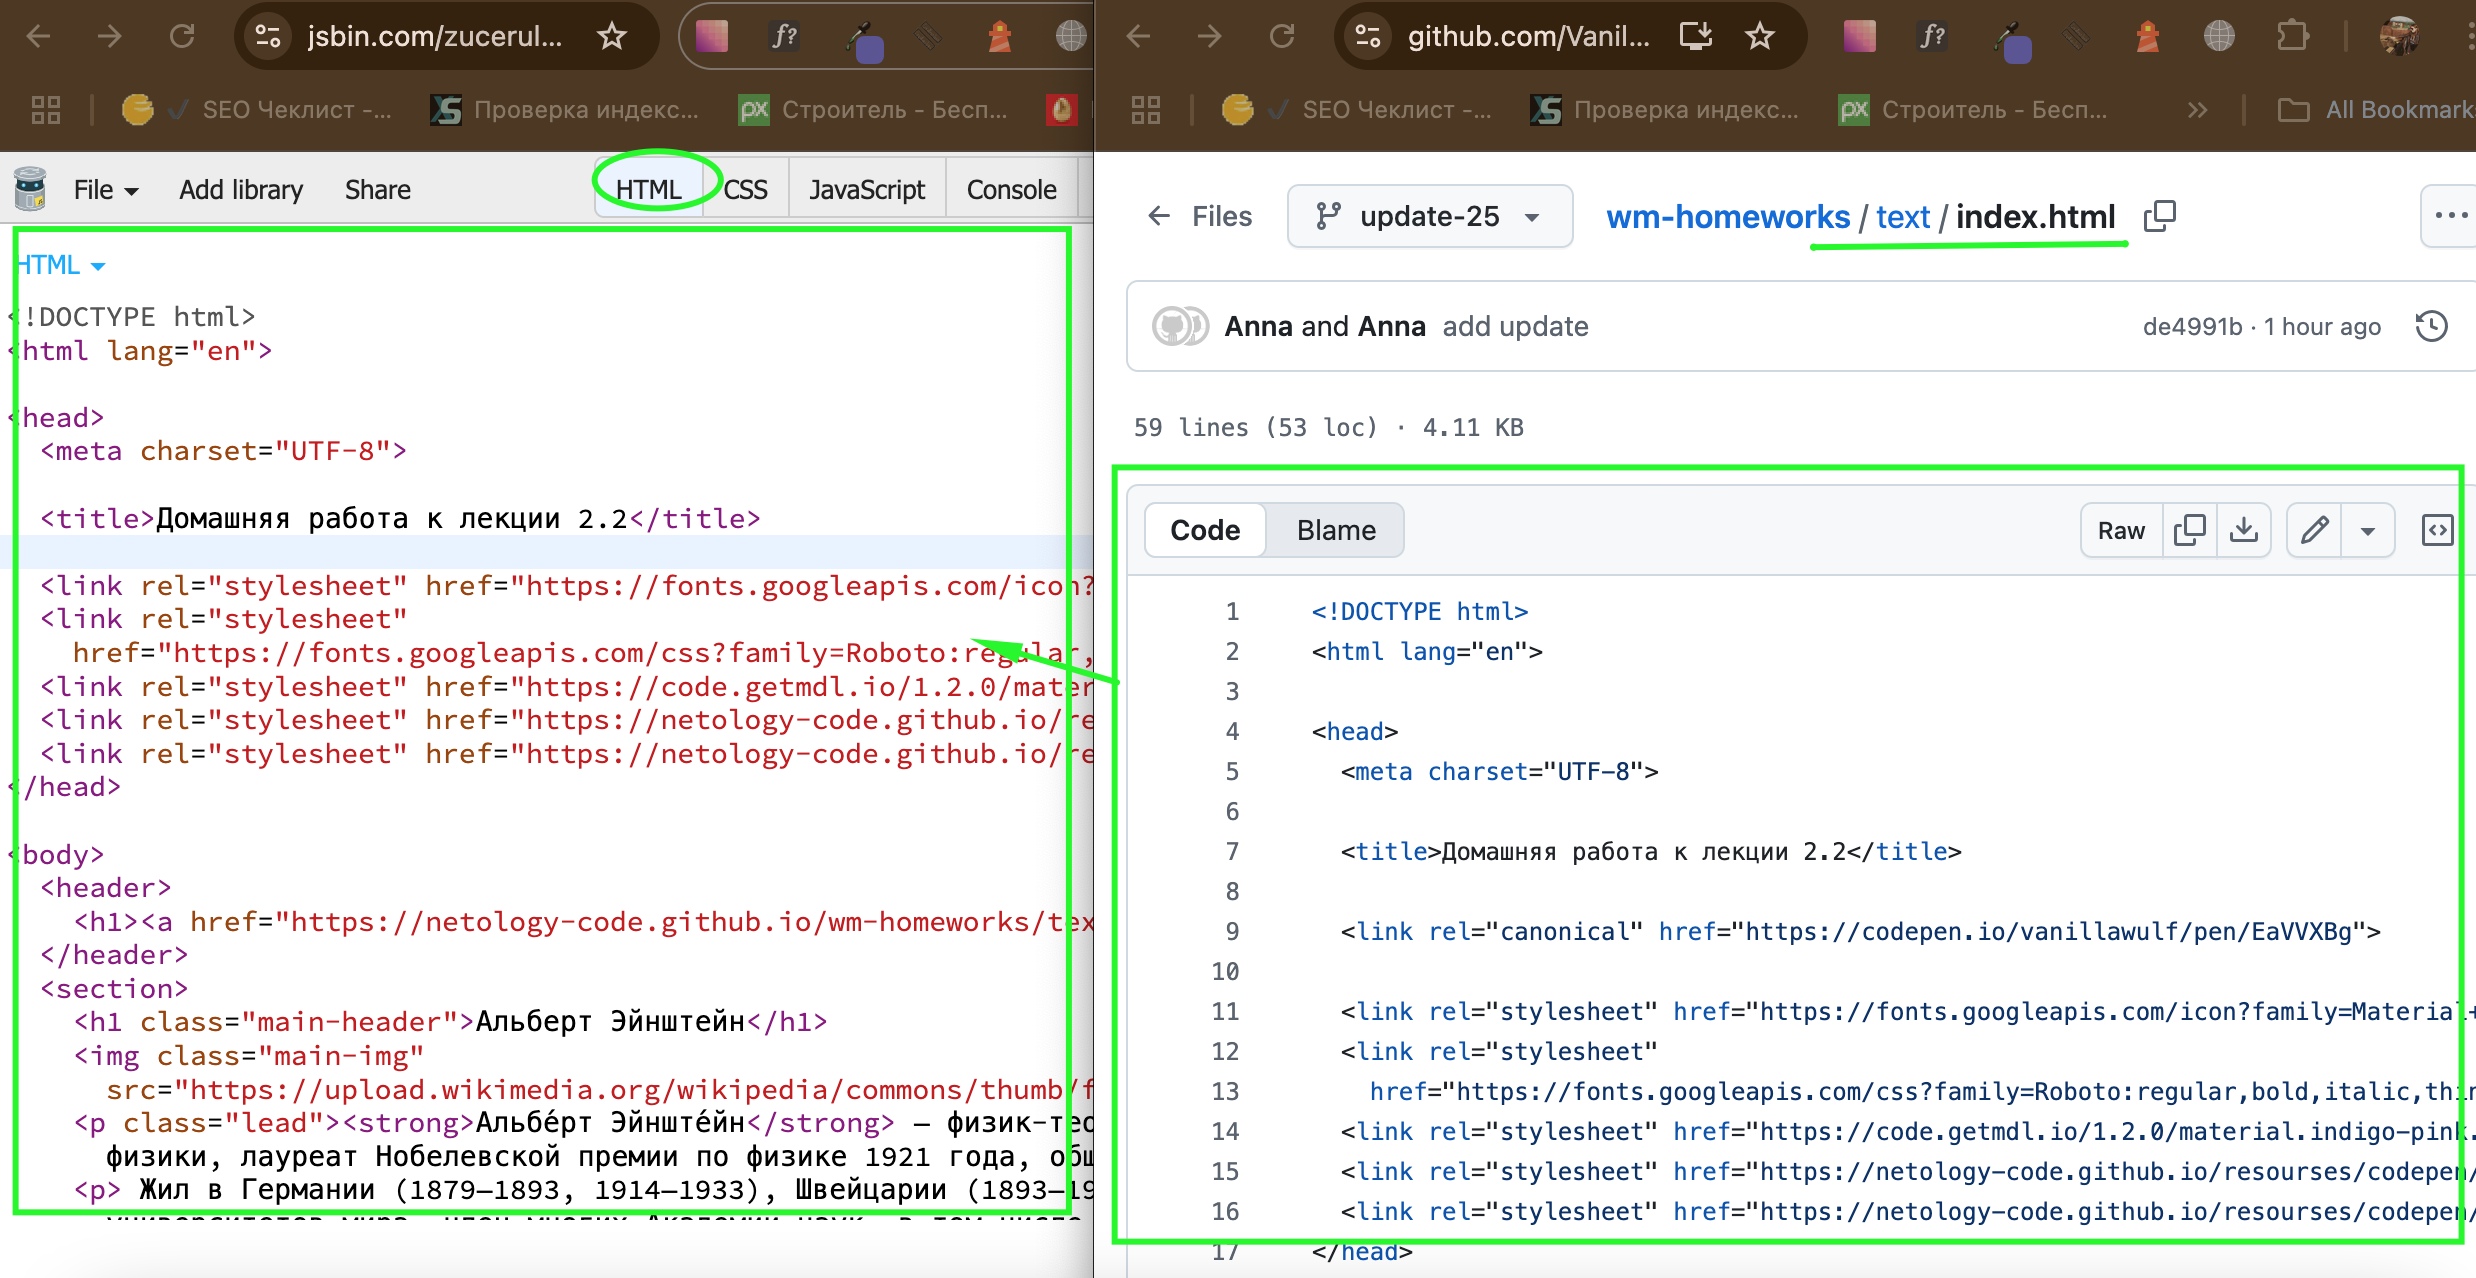 jsbin.com/zucerul...
f?
SEO Чеклист -...
Проверка индекс...
Строитель - Бесп...
File
Add library
Share
HTML
CSS
JavaScript
Console
HTML
<!DOCTYPE html>
<html lang="en">
<head>
<meta charset="UTF-8">
<title>Домашняя работа к лекции 2.2</title>
<link rel="stylesheet" href="https://fonts.googleapis.com/icon?
<link rel="stylesheet"
href="https://fonts.googleapis.com/css?family=Roboto:regular,
<link rel="stylesheet" href="https://code.getmdl.io/1.2.0/mater
<link rel="stylesheet" href="https://netology-code.github.io/re
<link rel="stylesheet" href="https://netology-code.github.io/re
</head>
<body>
<header>
<h1><a href="https://netology-code.github.io/wm-homeworks/tex
</header>
<section>
<h1 class="main-header">Альберт Эйнштейн</h1>
<img class="main-img"
src="https://upload.wikimedia.org/wikipedia/commons/thumb/f
<p class="lead"><strong>Альбе́рт Эйнште́йн</strong> — физик-тео
физики, лауреат Нобелевской премии по физике 1921 года, общ
<p> Жил в Германии (1879—1893, 1914—1933), Швейцарии (1893—19
github.com/Vanil...
f?
SEO Чеклист -...
Проверка индекс...
Строитель - Бесп...
All Bookmark
Files
update-25
wm-homeworks / text / index.html
Anna and Anna add update
de4991b · 1 hour ago
59 lines (53 loc) · 4.11 KB
Code
Blame
Raw
1 <!DOCTYPE html>
2 <html lang="en">
3
4 <head>
5 <meta charset="UTF-8">
6
7 <title>Домашняя работа к лекции 2.2</title>
8
9 <link rel="canonical" href="https://codepen.io/vanillawulf/pen/EaVVXBg">
10
11 <link rel="stylesheet" href="https://fonts.googleapis.com/icon?family=Material+
12 <link rel="stylesheet"
13 href="https://fonts.googleapis.com/css?family=Roboto:regular,bold,italic,thin
14 <link rel="stylesheet" href="https://code.getmdl.io/1.2.0/material.indigo-pink.
15 <link rel="stylesheet" href="https://netology-code.github.io/resourses/codepen/
16 <link rel="stylesheet" href="https://netology-code.github.io/resourses/codepen/
17 </head>